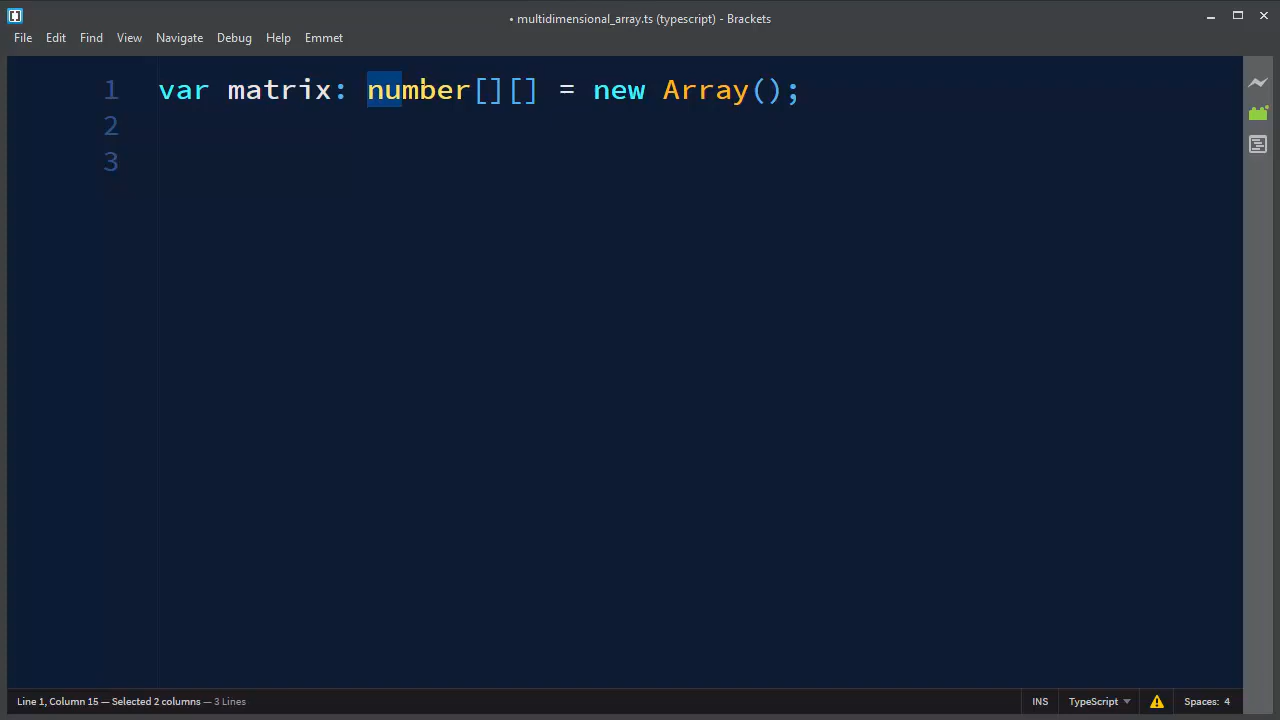 • multidimensional_array.ts (typescript) - Brackets
File Edit Find View Navigate Debug Help Emmet
1 var matrix: number[][] = new Array();
2
3
Line 1, Column 15 — Selected 2 columns — 3 Lines INS TypeScript Spaces: 4